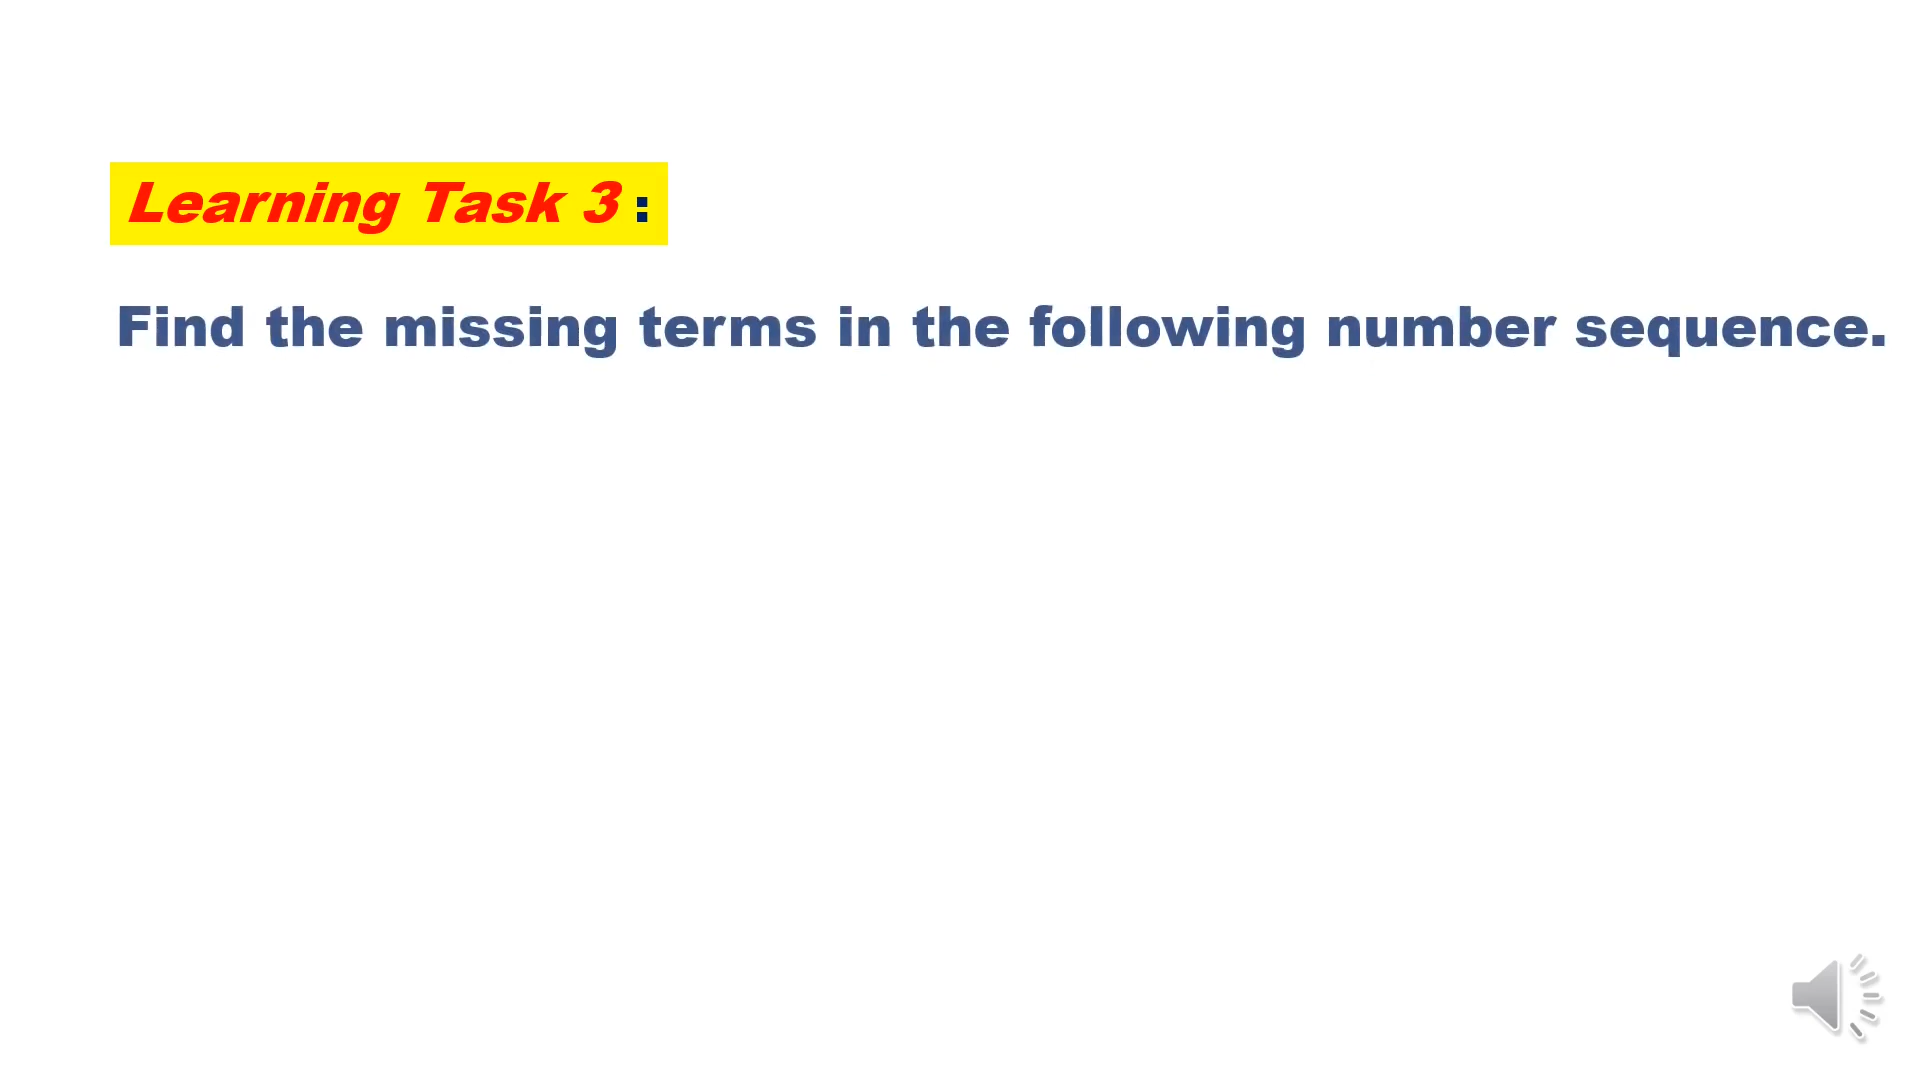 Learning Task 3 :
Find the missing terms in the following number sequence.